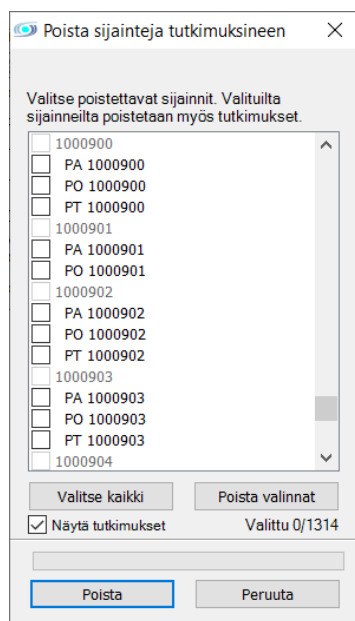 Poista sijainteja tutkimuksineen
Valitse poistettavat sijainnit. Valituilta
sijainneilta poistetaan myös tutkimukset.
1000900
PA 1000900
PO 1000900
PT 1000900
1000901
PA 1000901
PO 1000901
1000902
PA 1000902
PO 1000902
PT 1000902
1000903
PA 1000903
PO 1000903
PT 1000903
1000904
Valitse kaikki
Poista valinnat
Näytä tutkimukset
Valittu 0/1314
Poista
Peruuta